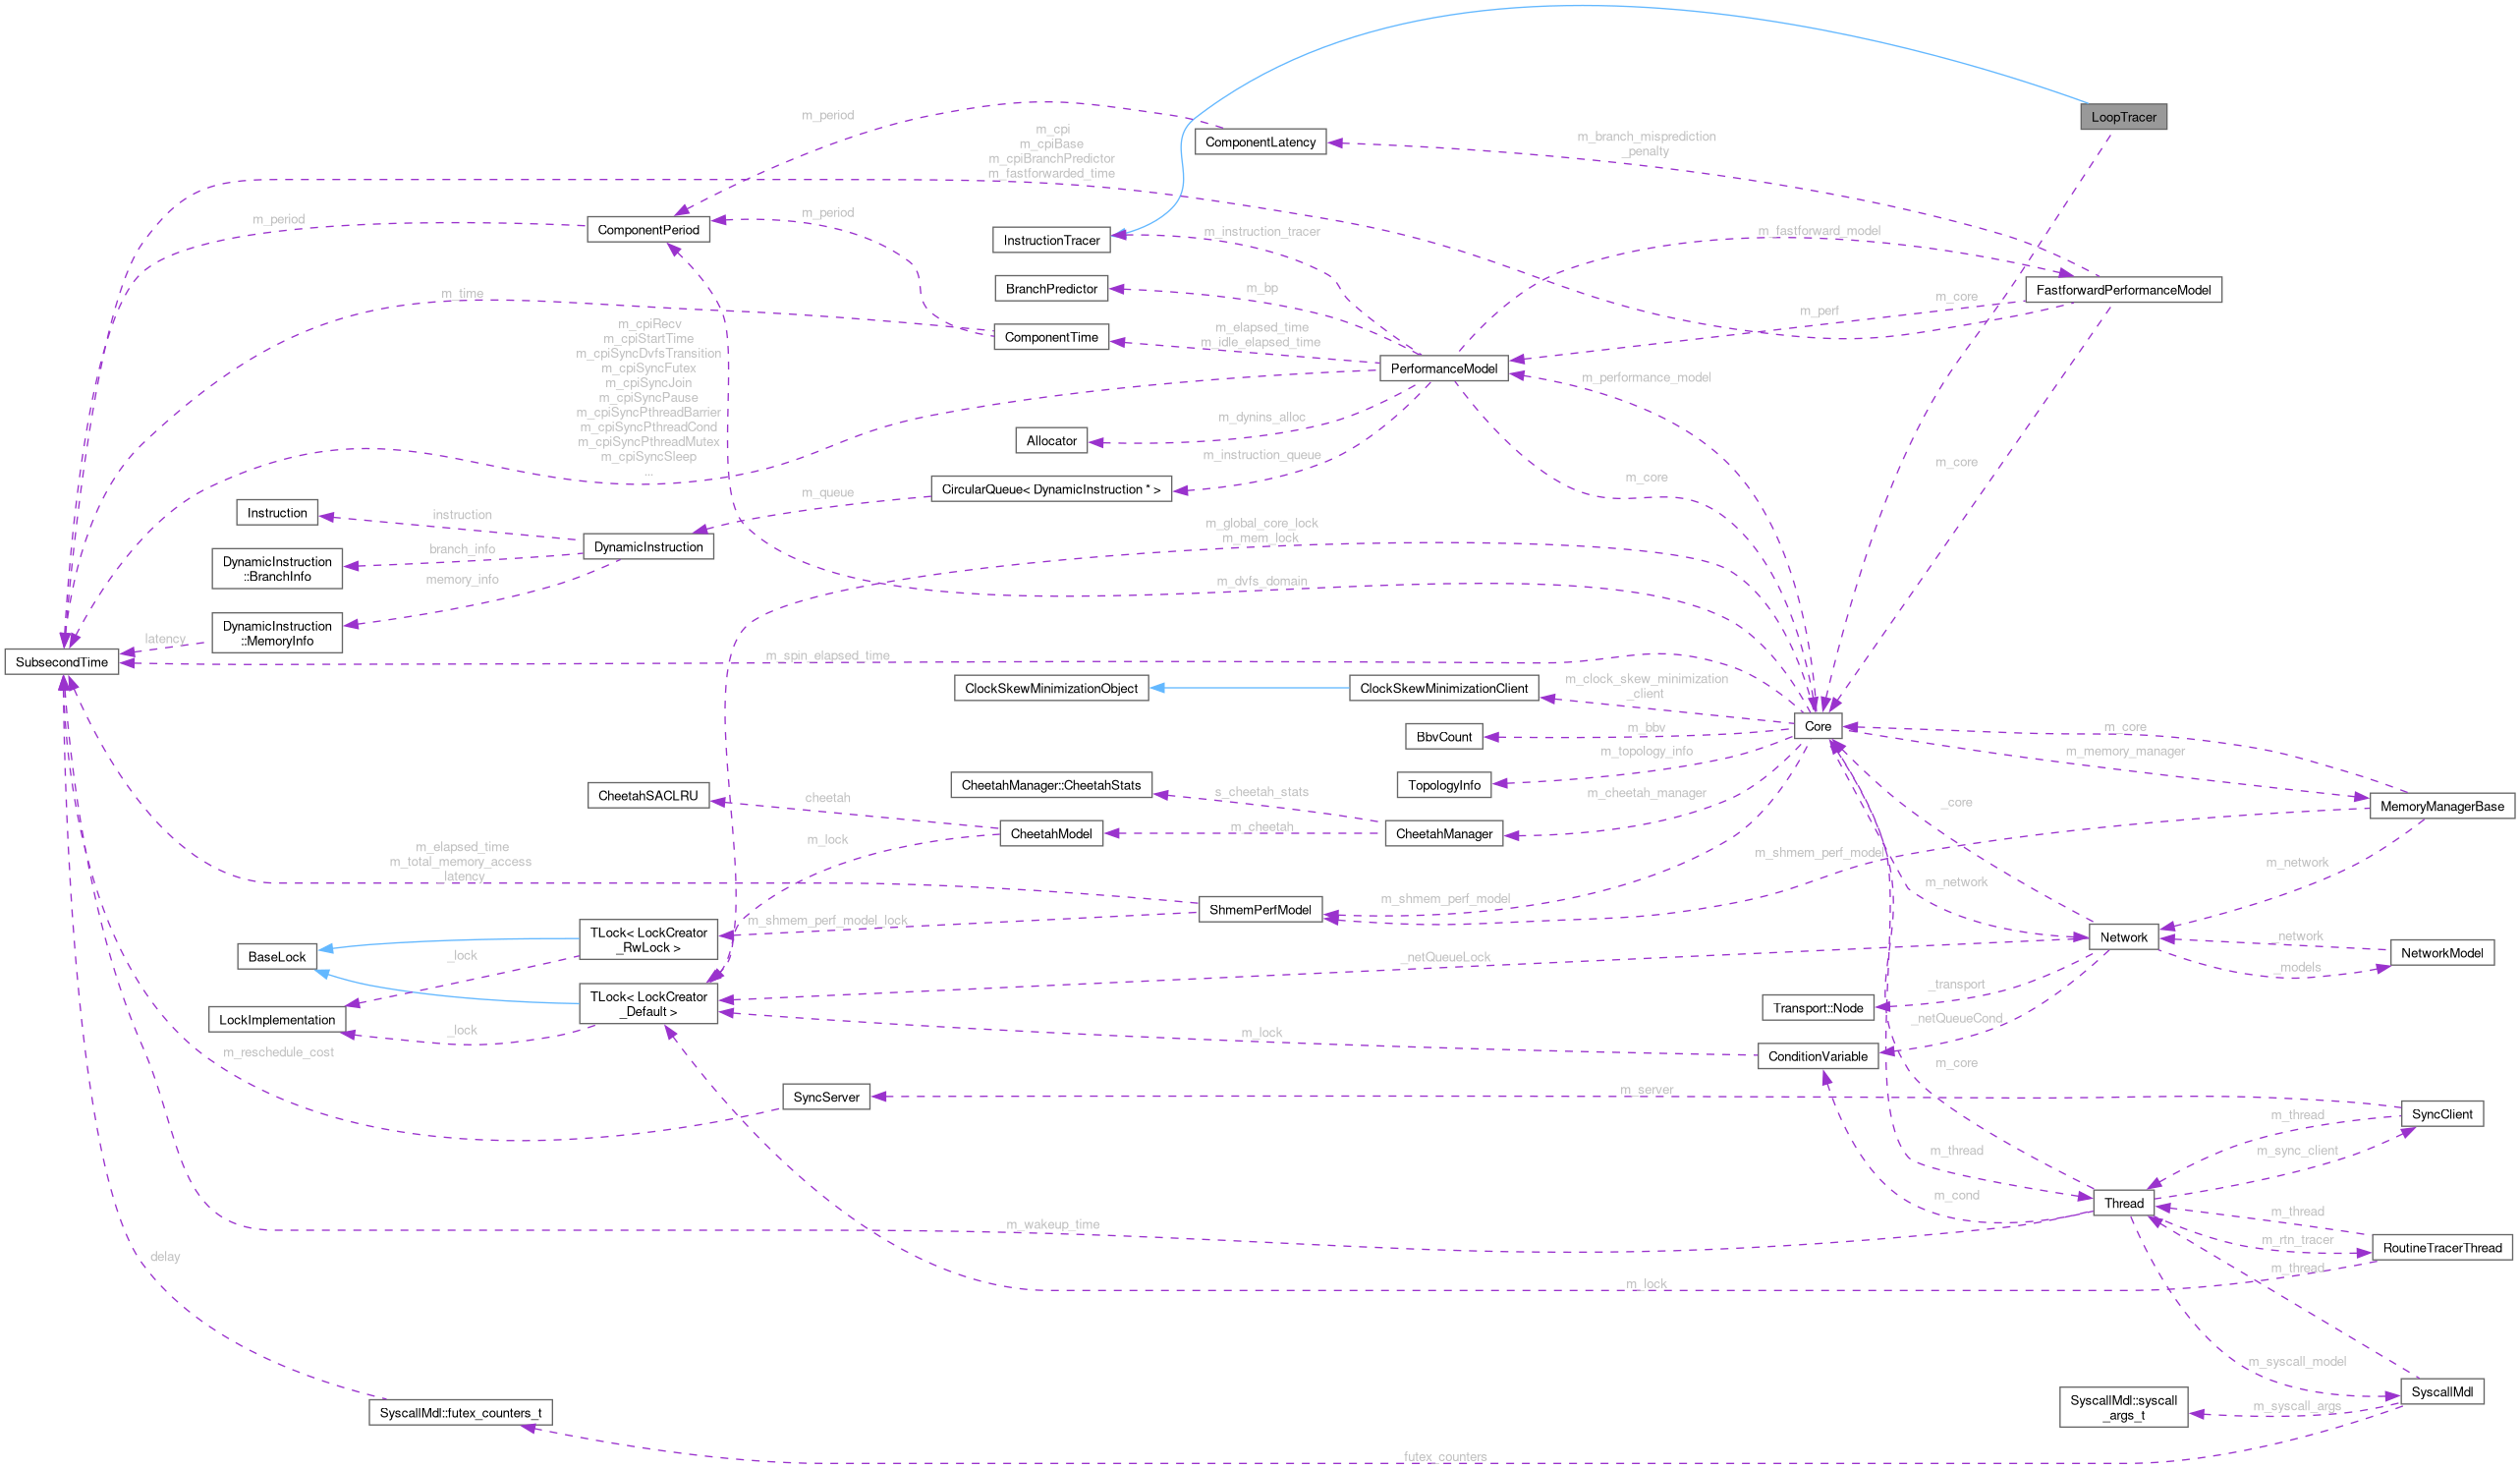 LoopTracer
m_period
m_cpi
m_cpiBase
m_cpiBranchPredictor
m_fastforwarded_time
ComponentLatency
m_branch_misprediction
_penalty
m_period
ComponentPeriod
m_period
InstructionTracer
m_instruction_tracer
m_fastforward_model
BranchPredictor
m_bp
FastforwardPerformanceModel
m_time
m_core
m_perf
ComponentTime
m_elapsed_time
m_idle_elapsed_time
m_cpiRecv
m_cpiStartTime
m_cpiSyncDvfsTransition
m_cpiSyncFutex
m_cpiSyncJoin
m_cpiSyncPause
m_cpiSyncPthreadBarrier
m_cpiSyncPthreadCond
m_cpiSyncPthreadMutex
m_cpiSyncSleep
...
PerformanceModel
m_performance_model
m_dynins_alloc
Allocator
m_instruction_queue
m_core
m_core
CircularQueue< DynamicInstruction * >
m_queue
Instruction
instruction
DynamicInstruction
branch_info
DynamicInstruction
::BranchInfo
memory_info
m_global_core_lock
m_mem_lock
m_dvfs_domain
DynamicInstruction
::MemoryInfo
latency
SubsecondTime
m_spin_elapsed_time
ClockSkewMinimizationObject
ClockSkewMinimizationClient
m_clock_skew_minimization
_client
Core
BbvCount
m_bbv
m_core
m_topology_info
m_memory_manager
TopologyInfo
CheetahSACLRU
cheetah
CheetahManager::CheetahStats
s_cheetah_stats
m_cheetah_manager
_core
MemoryManagerBase
CheetahModel
m_cheetah
CheetahManager
m_lock
m_elapsed_time
m_total_memory_access
_latency
m_shmem_perf_model
m_network
m_network
m_shmem_perf_model
ShmemPerfModel
m_shmem_perf_model_lock
TLock< LockCreator
_RwLock >
BaseLock
_lock
Network
_network
NetworkModel
_models
_netQueueLock
TLock< LockCreator
_Default >
LockImplementation
_lock
_transport
Transport::Node
_netQueueCond
m_lock
ConditionVariable
m_reschedule_cost
m_core
SyncServer
m_server
SyncClient
m_thread
m_thread
m_sync_client
m_cond
Thread
m_wakeup_time
m_thread
m_rtn_tracer
RoutineTracerThread
delay
m_lock
m_thread
m_syscall_model
SyscallMdl
SyscallMdl::syscall
_args_t
m_syscall_args
SyscallMdl::futex_counters_t
futex_counters